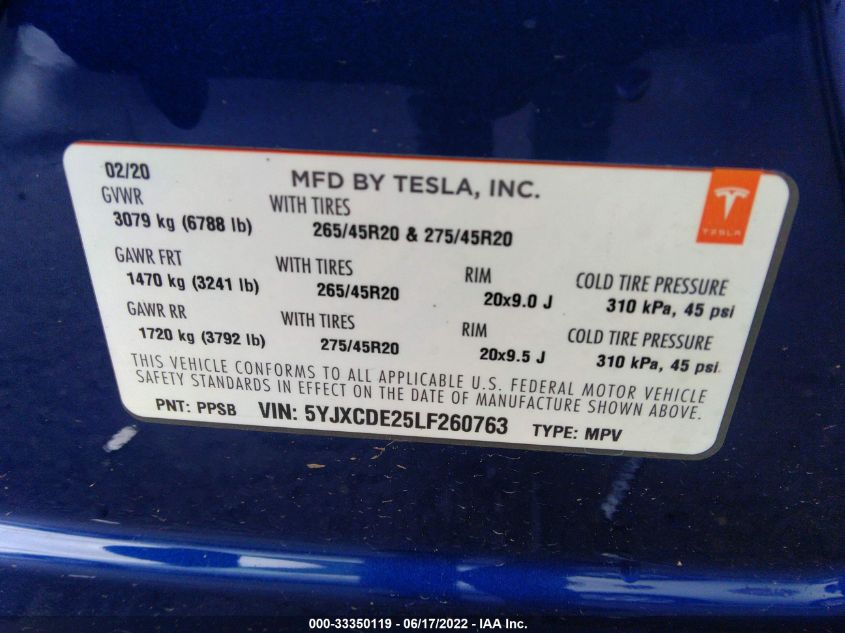 02/20
MFD BY TESLA, INC.
GVWR
3079 kg (6788 lb)
WITH TIRES
265/45R20 & 275/45R20
TESLA
GAWR FRT
1470 kg (3241 lb)
WITH TIRES
265/45R20
RIM
20x9.0 J
COLD TIRE PRESSURE
310 kPa, 45 psi
GAWR RR
1720 kg (3792 lb)
WITH TIRES
275/45R20
RIM
20x9.5 J
COLD TIRE PRESSURE
310 kPa, 45 psi.
THIS VEHICLE CONFORMS TO ALL APPLICABLE U.S. FEDERAL MOTOR VEHICLE
SAFETY STANDARDS IN EFFECT ON THE DATE OF MANUFACTURE SHOWN ABOVE.
PNT: PPSB VIN: 5YJXCDE25LF260763 TYPE: MPV
000-33350119 - 06/17/2022 - IAA Inc.